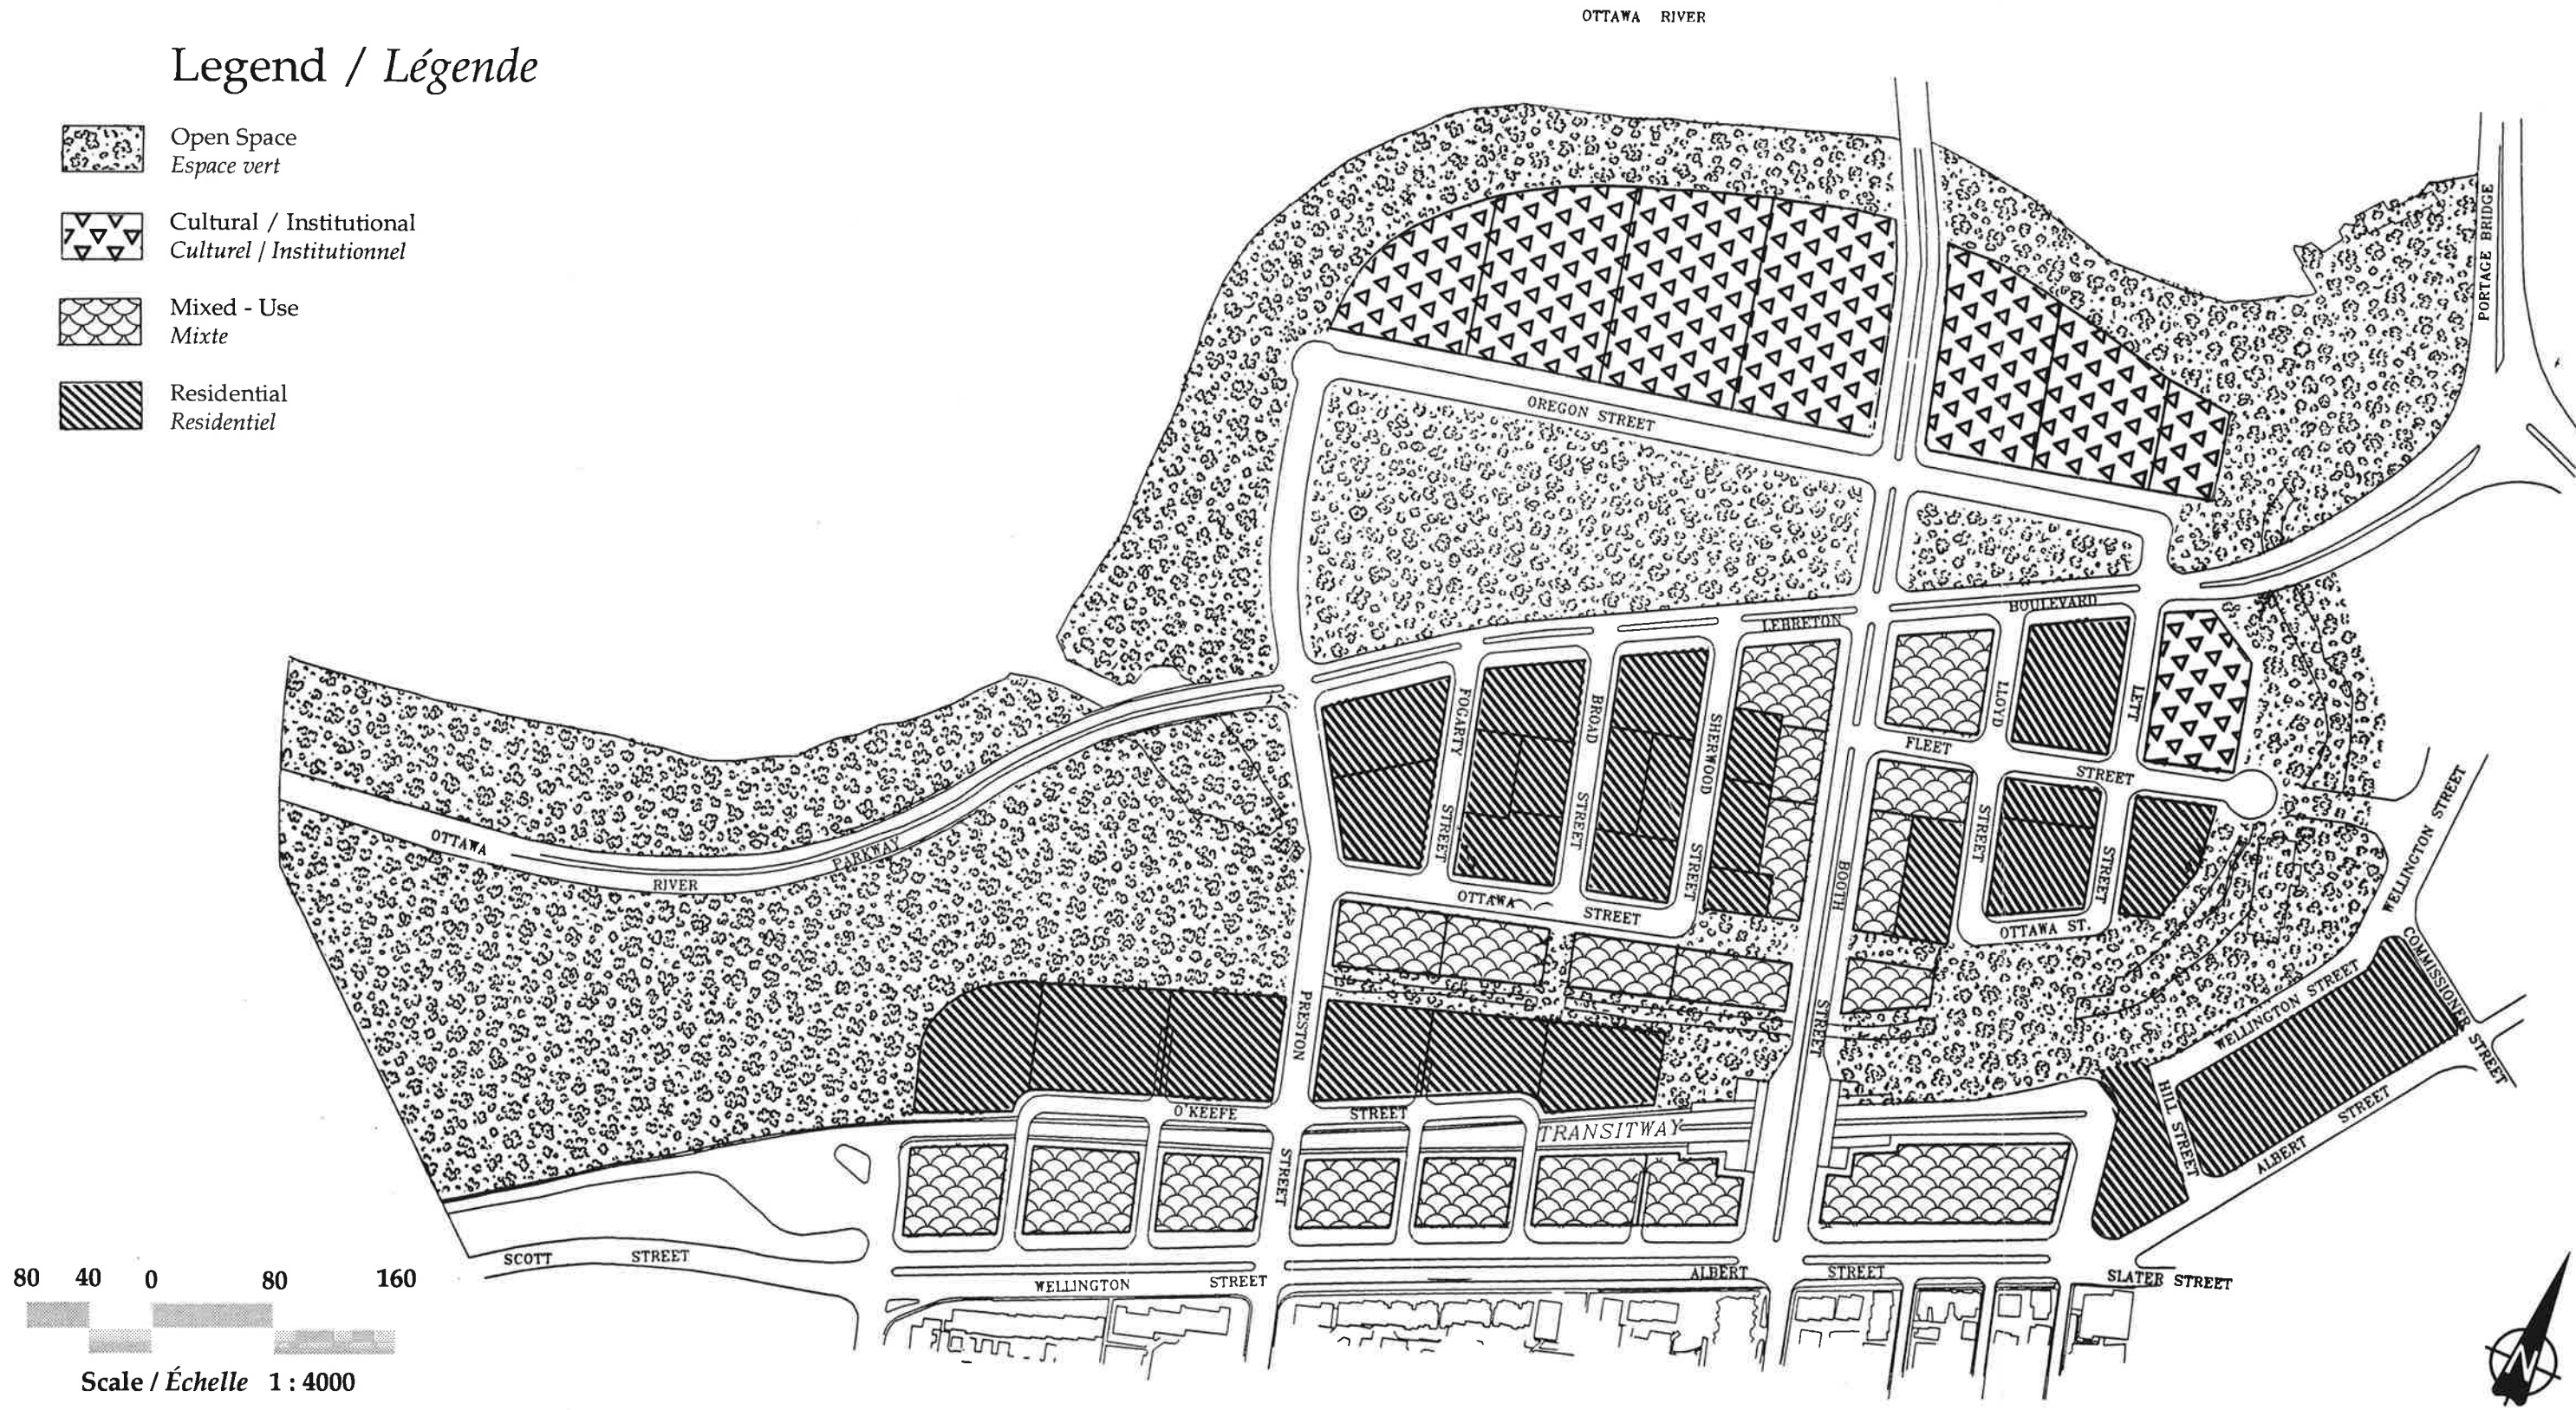 OTTAWA RIVER
Legend / Légende
Open Space
Espace vert
Cultural / Institutional
Culturel / Institutionnel
Mixed - Use
Mixte
Residential
Residentiel
PORTAGE BRIDGE
OREGON STREET
LEBRETON
BOULEVARD
FOGARTY
STREET
BROAD
STREET
SHERWOOD
STREET
LLOYD
STREET
LETT
STREET
FLEET
STREET
BOOTH
STREET
OTTAWA
RIVER
PARKWAY
OTTAWA
STREET
OTTAWA ST.
WELLINGTON STREET
COMMISSIONER
STREET
WELLINGTON STREET
HILL STREET
ALBERT STREET
PRESTON
STREET
O'KEEFE
STREET
TRANSITWAY
SCOTT STREET
WELLINGTON STREET
ALBERT STREET
SLATER STREET
80 40 0 80 160
Scale / Échelle 1 : 4000
N